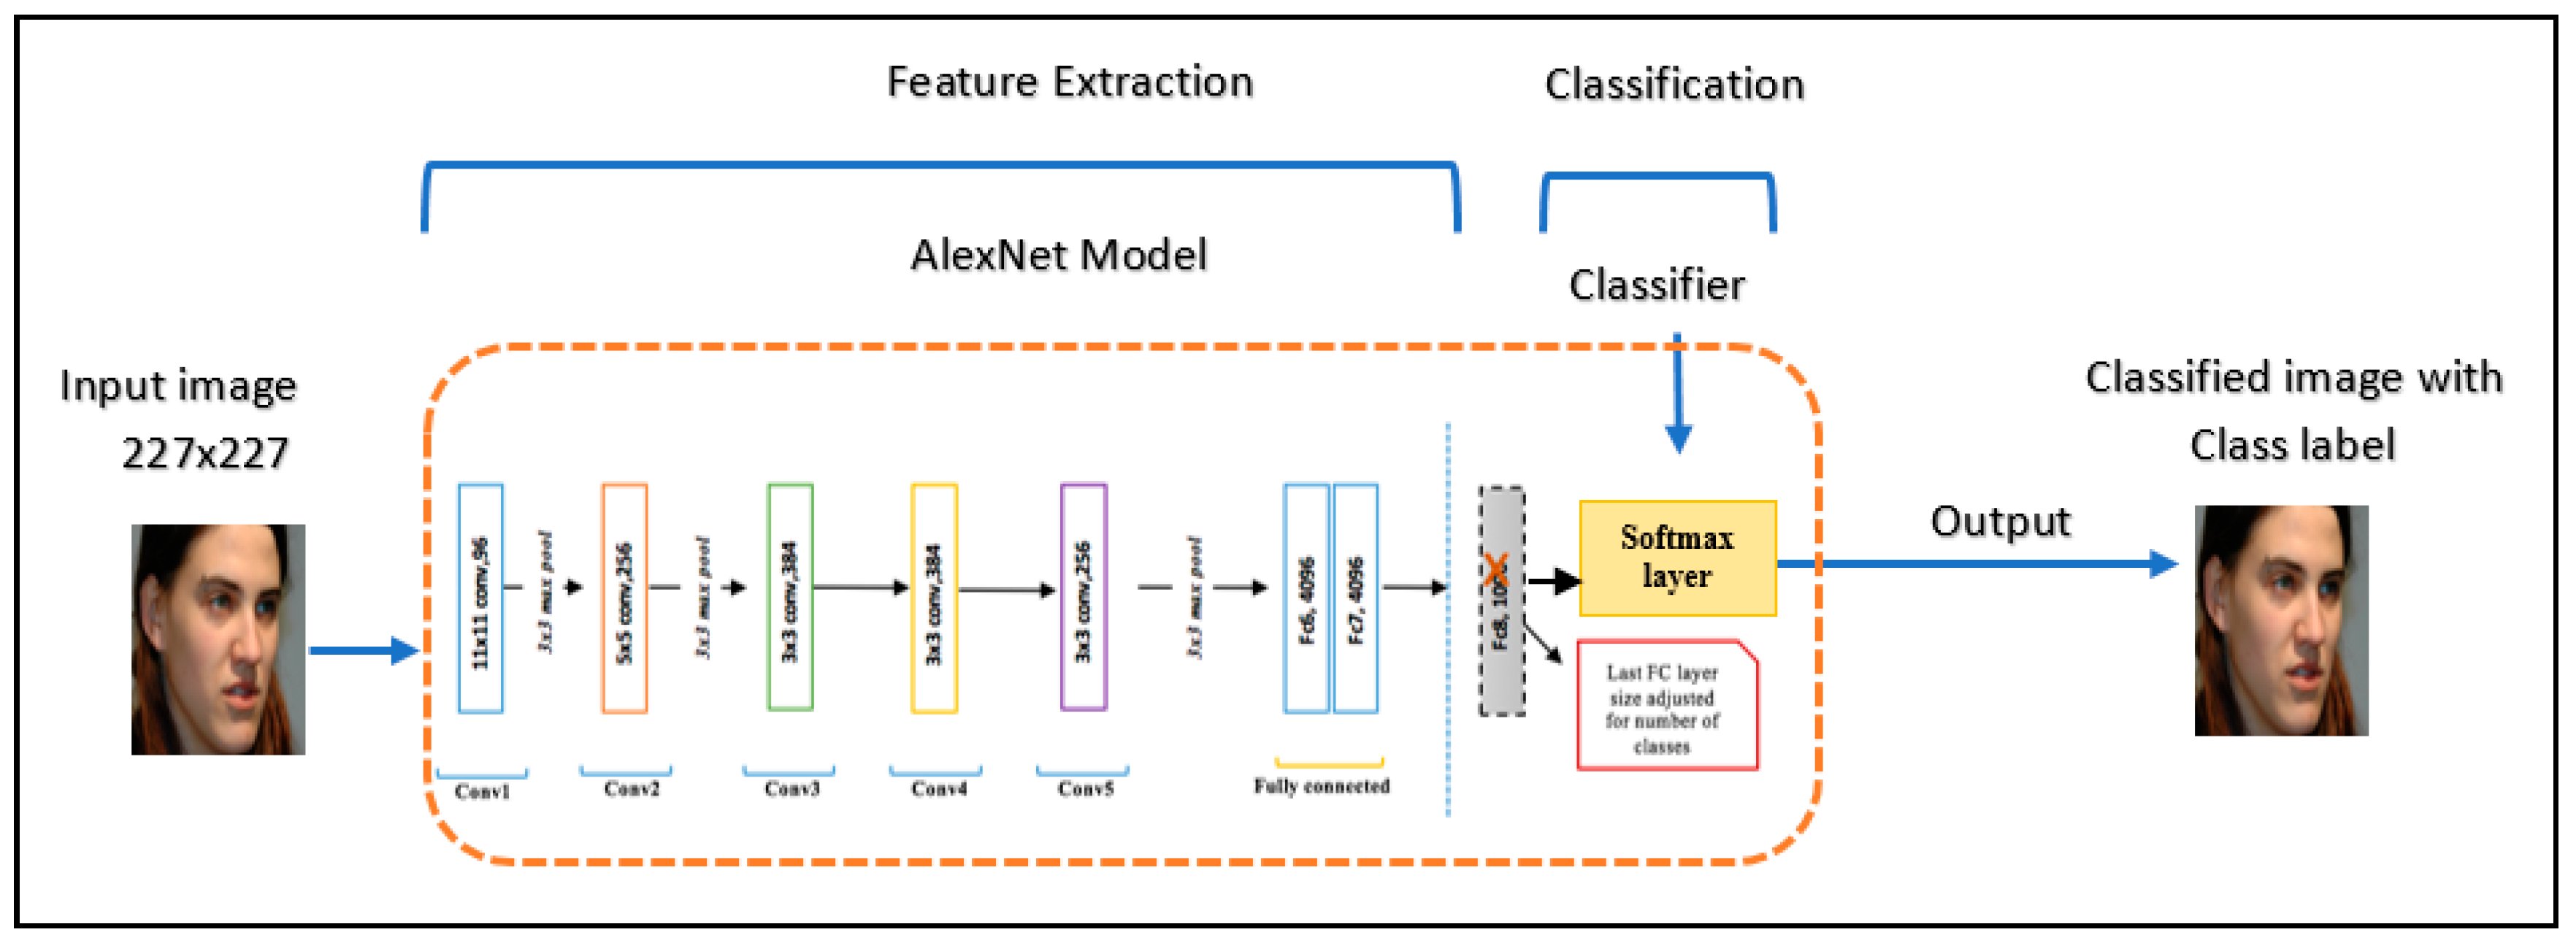 Feature Extraction
Classification
AlexNet Model
Classifier
Input image
227x227
Classified image with
Class label
Output
11x11 conv,96
3x3 max pool
5x5 conv,256
3x3 max pool
3x3 conv,384
3x3 conv,384
3x3 conv,256
3x3 max pool
Fc6, 4096
Fc7, 4096
Fc8,
Softmax
layer
Last FC layer
size adjusted
for number of
classes
Conv1
Conv2
Conv3
Conv4
Conv5
Fully connected